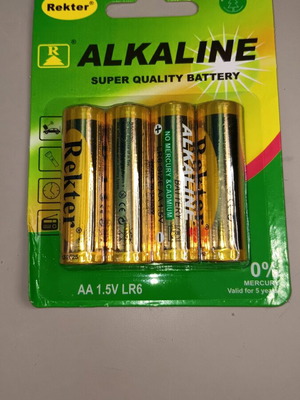 Rekter
R
ALKALINE
SUPER QUALITY BATTERY
Rekter
ALKALINE
NO MERCURY & CADMIUM
Rekter
0%
MERCURY
Valid for 5 years
AA 1.5V LR6